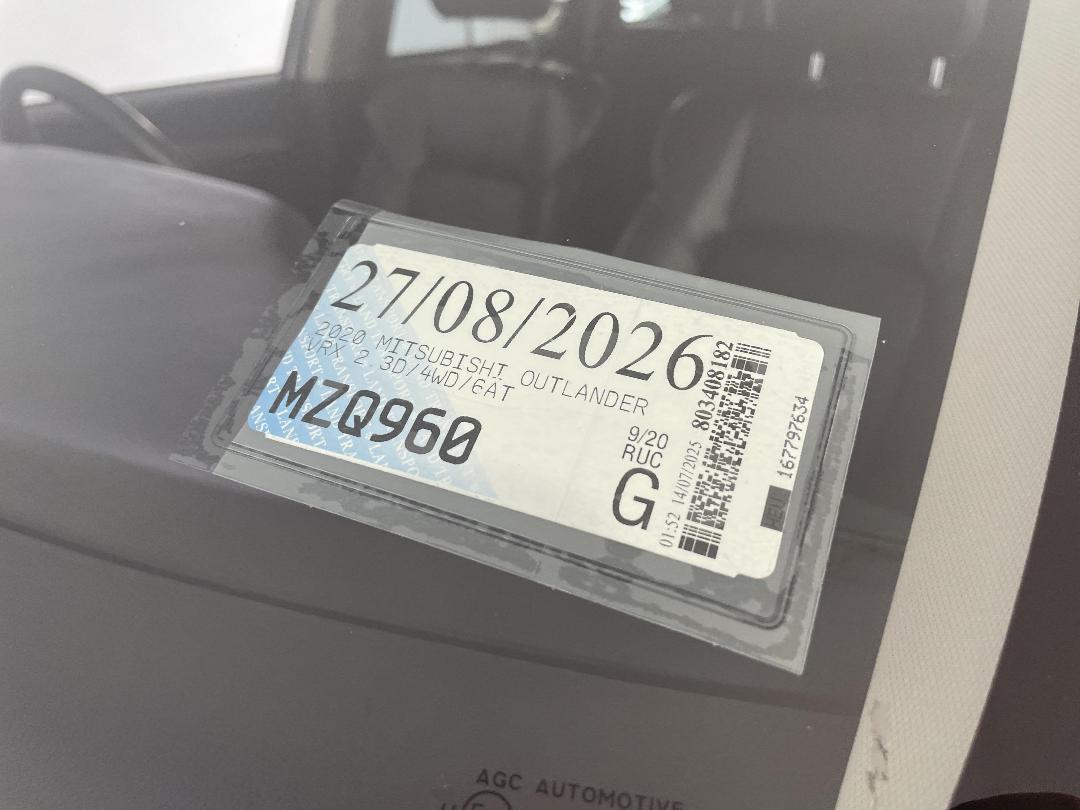 27/08/2026
2020 MITSUBISHI OUTLANDER
VRX 2 3D/4WD/6AT
MZQ960
9/20
RUC
G
01:52 14/07/2025 803408182
167797634
AGC AUTOMOTIVE